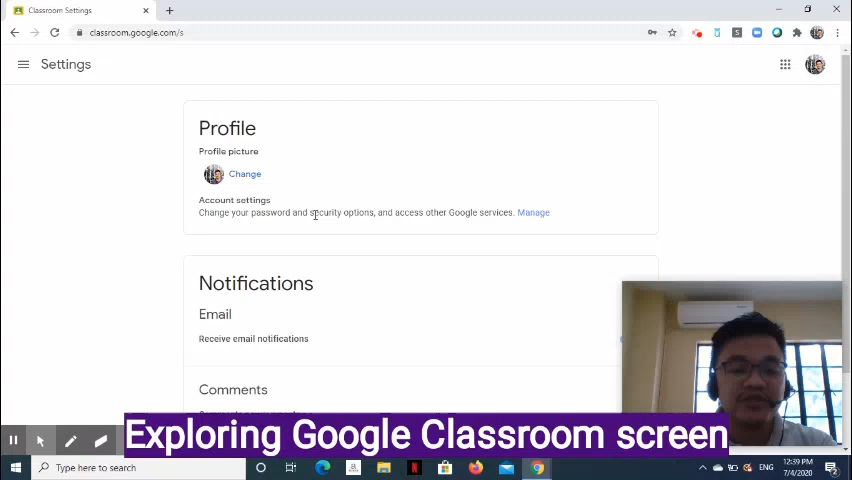 Classroom Settings
classroom.google.com/s
Settings
Profile
Profile picture
Change
Account settings
Change your password and security options, and access other Google services. Manage
Notifications
Email
Receive email notifications
Comments
Exploring Google Classroom screen
Type here to search
ENG
12:39 PM
7/4/2020
2